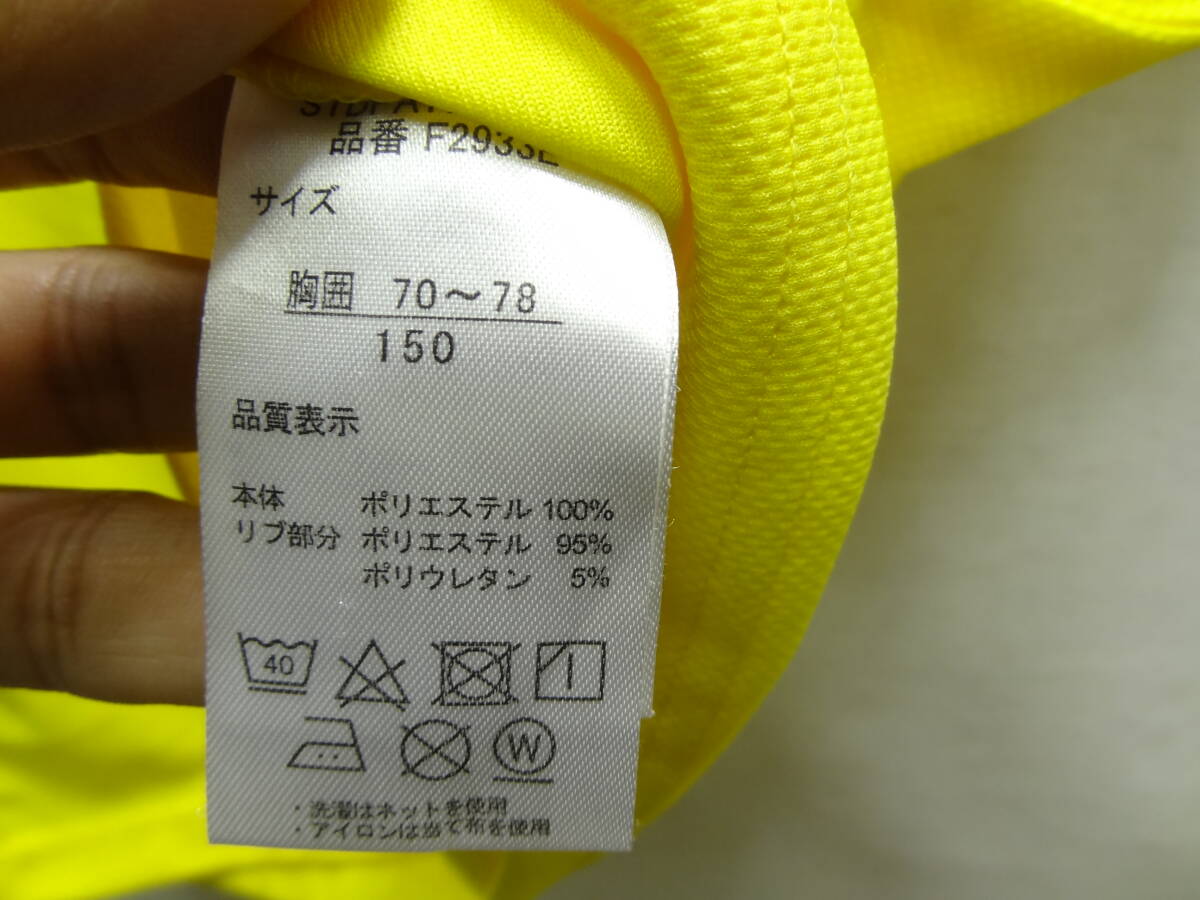 品番 F2933L
サイズ
胸囲 70～78
150
品質表示
本体 ポリエステル 100%
リブ部分 ポリエステル 95%
ポリウレタン 5%
40
W
・洗濯はネットを使用
・アイロンは当て布を使用